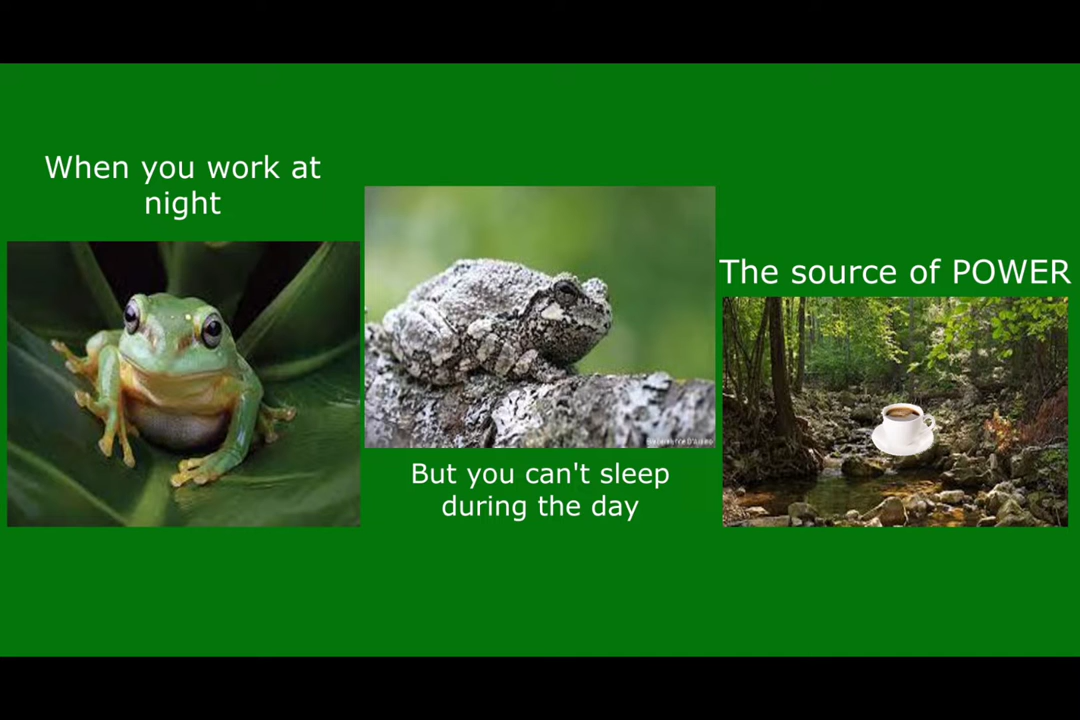 When you work at
night
But you can't sleep
during the day
The source of POWER